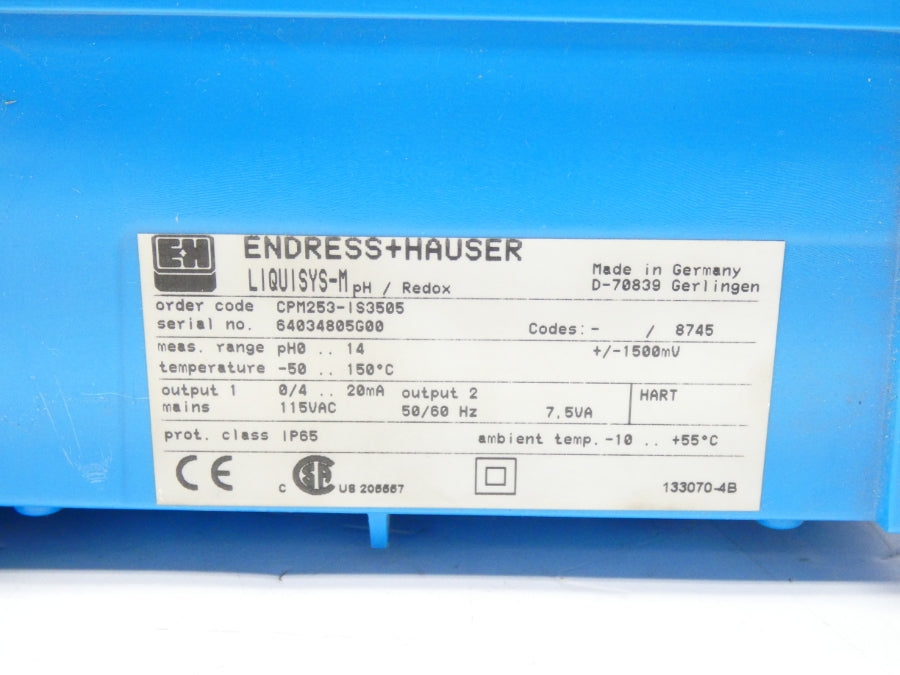 E+H ENDRESS+HAUSER
LIQUISYS-M pH / Redox
Made in Germany
D-70839 Gerlingen
order code CPM253-IS3505
serial no. 64034805G00 Codes: - / 8745
meas. range pH0 .. 14 +/-1500mV
temperature -50 .. 150°C
output 1 0/4 .. 20mA output 2 HART
mains 115VAC 50/60 Hz 7,5VA
prot. class IP65 ambient temp. -10 .. +55°C
CE C SA US 206667 133070-4B